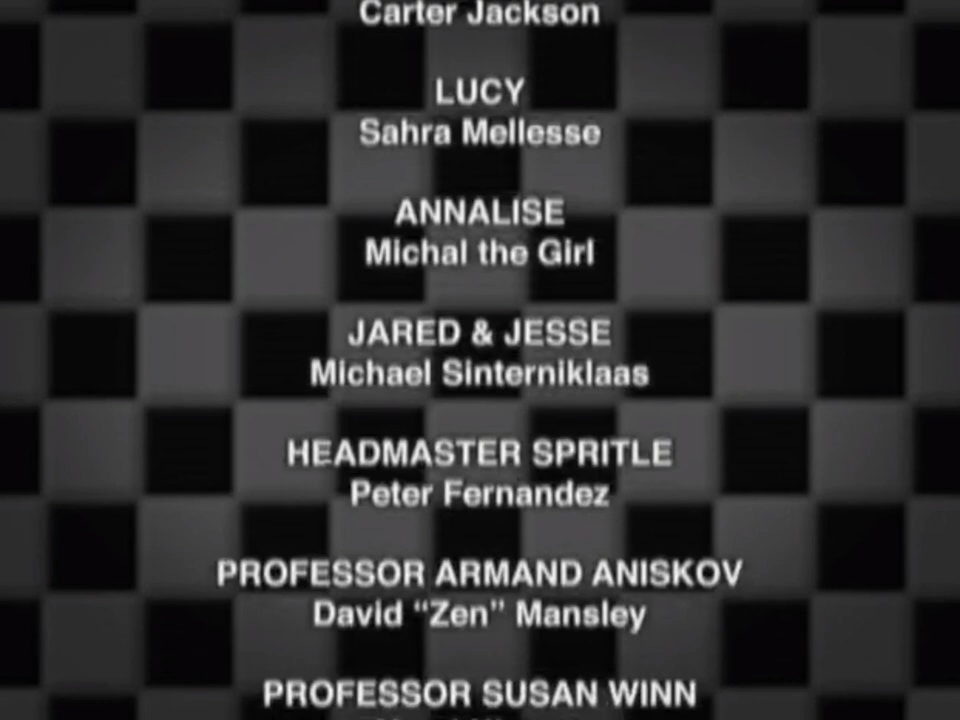 Carter Jackson
LUCY
Sahra Mellesse
ANNALISE
Michal the Girl
JARED & JESSE
Michael Sinterniklaas
HEADMASTER SPRITLE
Peter Fernandez
PROFESSOR ARMAND ANISKOV
David “Zen” Mansley
PROFESSOR SUSAN WINN